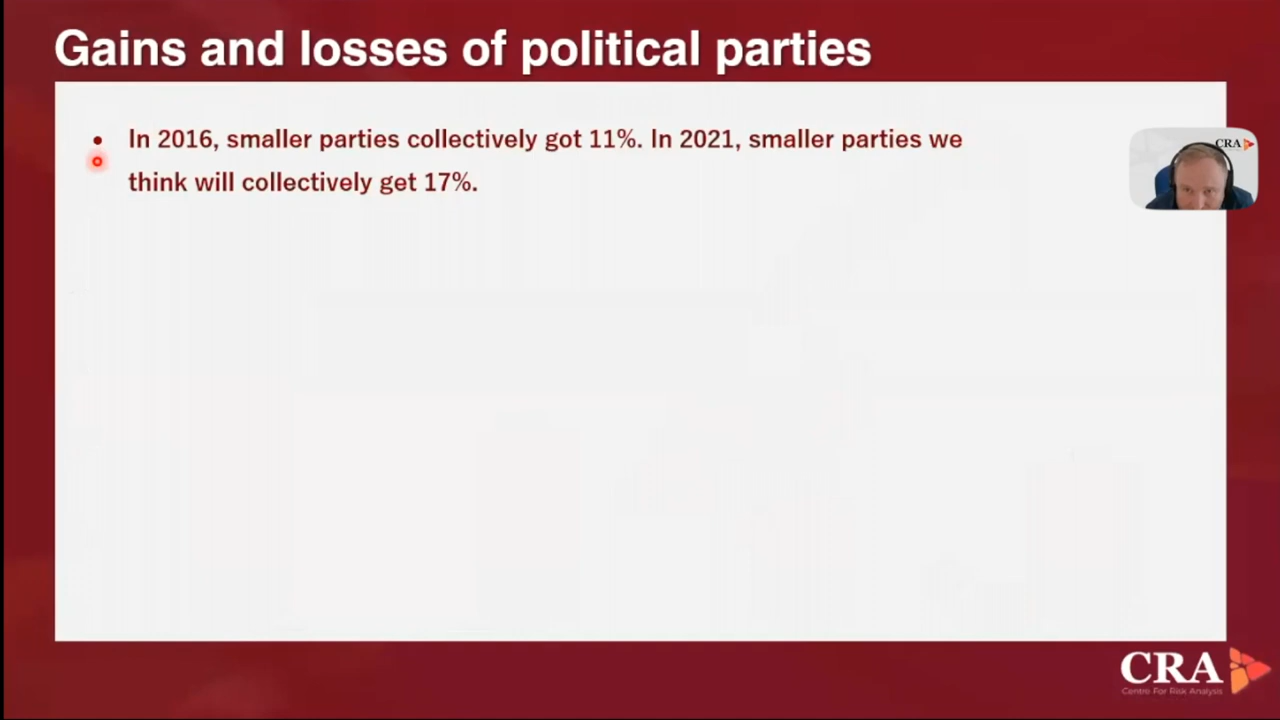 Gains and losses of political parties
• In 2016, smaller parties collectively got 11%. In 2021, smaller parties we
think will collectively get 17%.
CRA
CRA
Centre For Risk Analysis